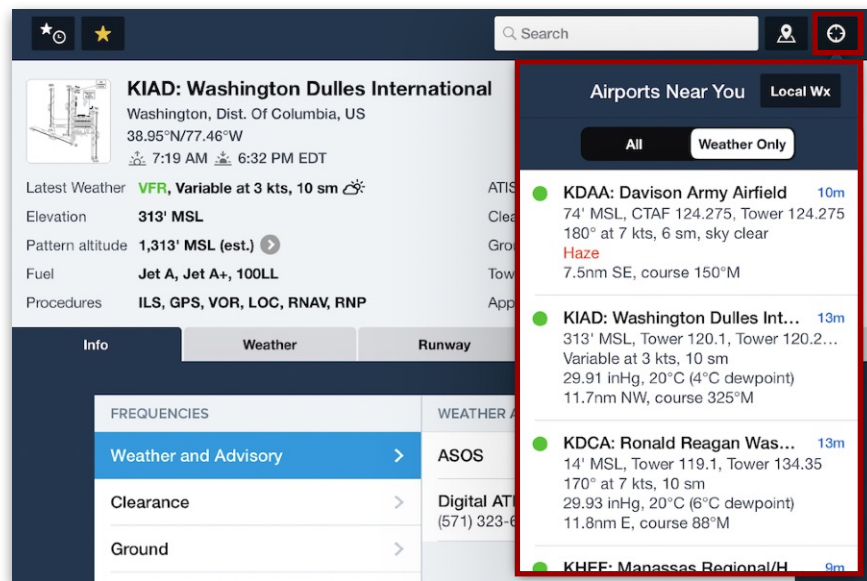 Search
KIAD: Washington Dulles International
Washington, Dist. Of Columbia, US
38.95°N/77.46°W
7:19 AM 6:32 PM EDT
Latest Weather VFR, Variable at 3 kts, 10 sm
Elevation 313' MSL
Pattern altitude 1,313' MSL (est.)
Fuel Jet A, Jet A+, 100LL
Procedures ILS, GPS, VOR, LOC, RNAV, RNP
ATIS
Clea
Grou
Tow
App
Info Weather Runway
FREQUENCIES
Weather and Advisory
Clearance
Ground
WEATHER A
ASOS
Digital ATI
(571) 323-6
Airports Near You Local Wx
All Weather Only
KDAA: Davison Army Airfield 10m
74' MSL, CTAF 124.275, Tower 124.275
180° at 7 kts, 6 sm, sky clear
Haze
7.5nm SE, course 150°M
KIAD: Washington Dulles Int... 13m
313' MSL, Tower 120.1, Tower 120.2...
Variable at 3 kts, 10 sm
29.91 inHg, 20°C (4°C dewpoint)
11.7nm NW, course 325°M
KDCA: Ronald Reagan Was... 13m
14' MSL, Tower 119.1, Tower 134.35
170° at 7 kts, 10 sm
29.93 inHg, 20°C (6°C dewpoint)
11.8nm E, course 88°M
KHEF: Manassas Regional/H... 9m